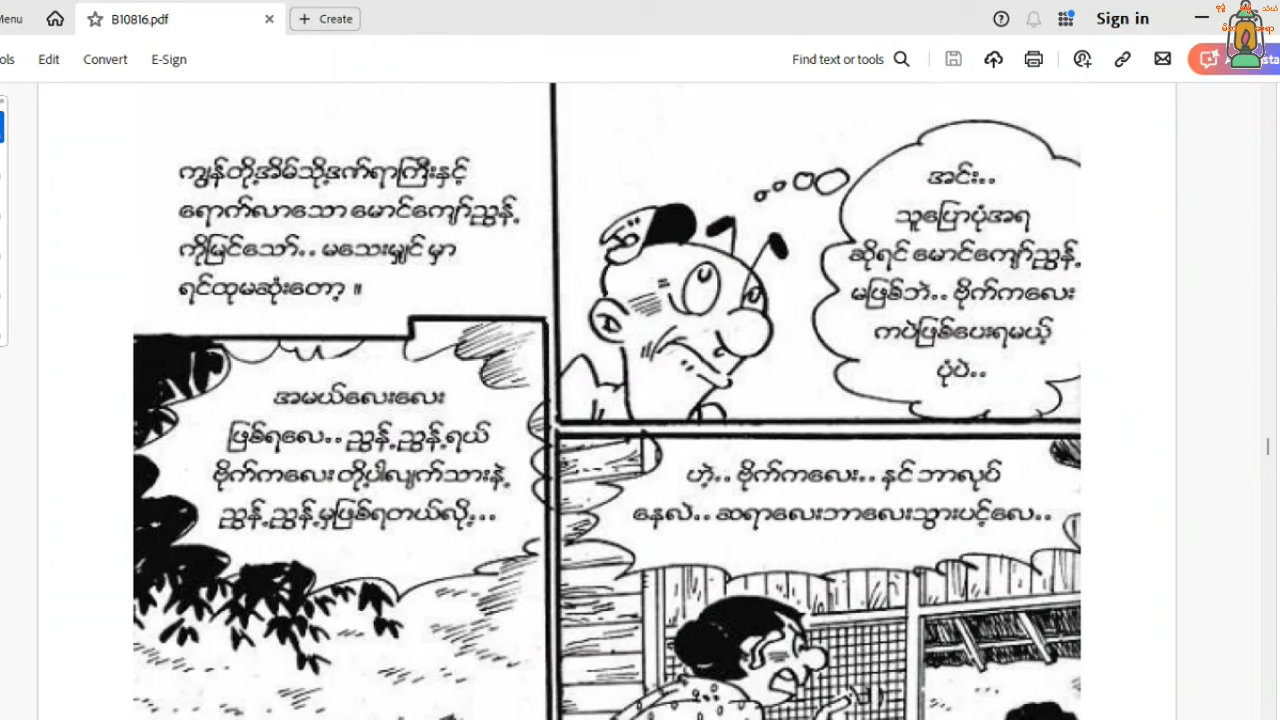 Menu
B10816.pdf
Create
Sign in
ols
Edit
Convert
E-Sign
Find text or tools
ကျွန်တို့အိမ်သို့ဒဏ်ရာကြီးနှင့်
ရောက်လာသော မောင်ကျော်ညွန့်
ကိုမြင်သော်.. မသေးမျှင် မှာ
ရင်ထုမဆုံးတော့ ။
အင်း..
သူပြောပုံအရ
ဆိုရင် မောင်ကျော်ညွန့်
မဖြစ်ဘဲ.. ဗိုက်ကလေး
ကပဲဖြစ်ပေးရမယ့်
ပုံပဲ..
အမယ်လေးလေး
ဖြစ်ရလေ.. ညွန့်ညွန့်ရယ်
ဗိုက်ကလေး တို့ပါလျက်သားနဲ့
ညွန့်ညွန့်မှဖြစ်ရတယ်လို့...
ဟဲ့.. ဗိုက်ကလေး.. နင် ဘာလုပ်
နေလဲ.. ဆရာလေးဘာလေးသွားပင့်လေ..